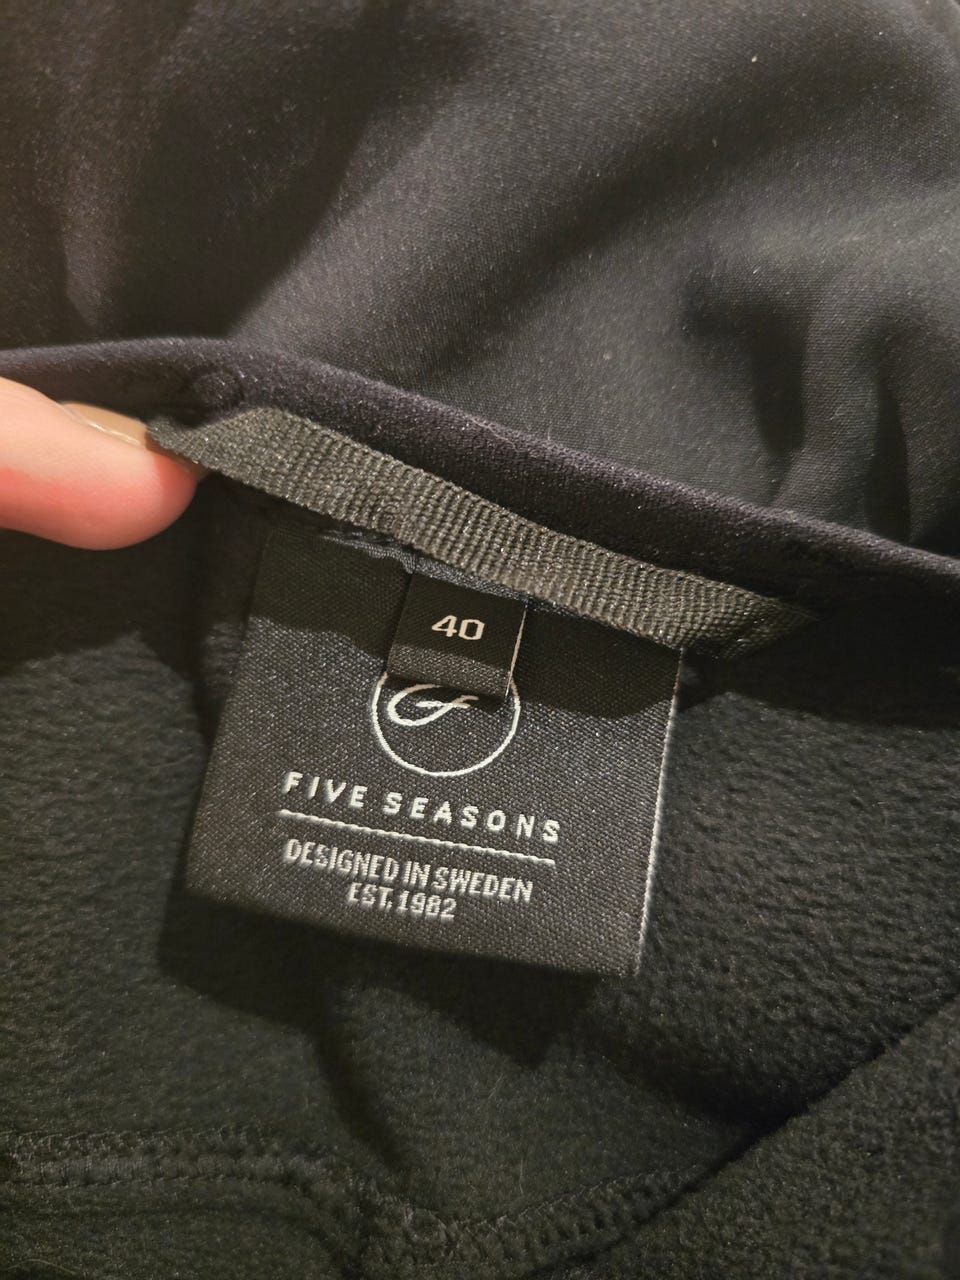 40
FIVE SEASONS
DESIGNED IN SWEDEN
EST. 1982